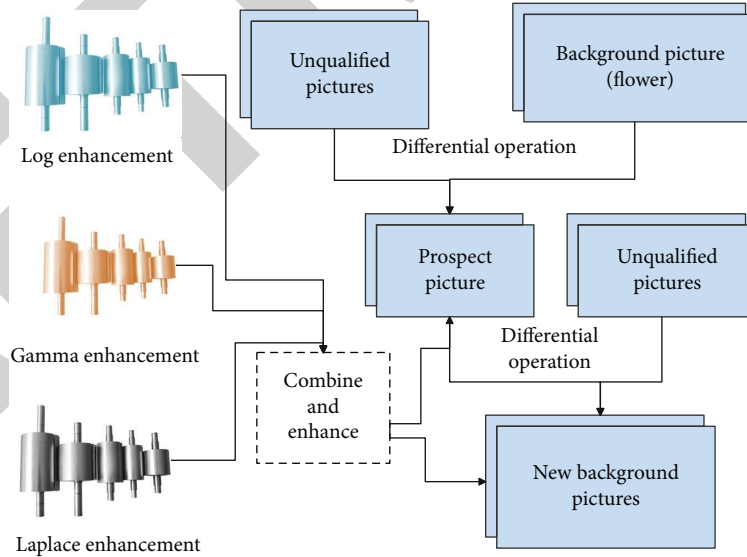 Unqualified
pictures
Background picture
(flower)
Log enhancement
Differential operation
Prospect
picture
Unqualified
pictures
Gamma enhancement
Differential
operation
Combine
and
enhance
New background
pictures
Laplace enhancement